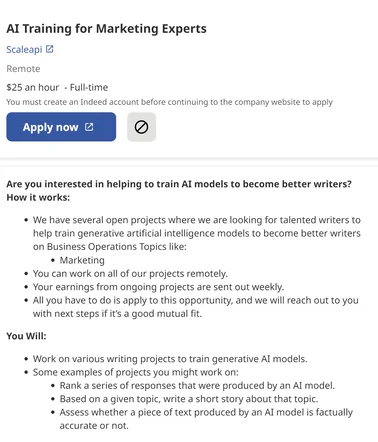 AI Training for Marketing Experts
Scaleapi
Remote
$25 an hour - Full-time
You must create an Indeed account before continuing to the company website to apply
Apply now
Are you interested in helping to train AI models to become better writers?
How it works:
• We have several open projects where we are looking for talented writers to
help train generative artificial intelligence models to become better writers
on Business Operations Topics like:
• Marketing
• You can work on all of our projects remotely.
• Your earnings from ongoing projects are sent out weekly.
• All you have to do is apply to this opportunity, and we will reach out to you
with next steps if it’s a good mutual fit.
You Will:
• Work on various writing projects to train generative AI models.
• Some examples of projects you might work on:
• Rank a series of responses that were produced by an AI model.
• Based on a given topic, write a short story about that topic.
• Assess whether a piece of text produced by an AI model is factually
accurate or not.